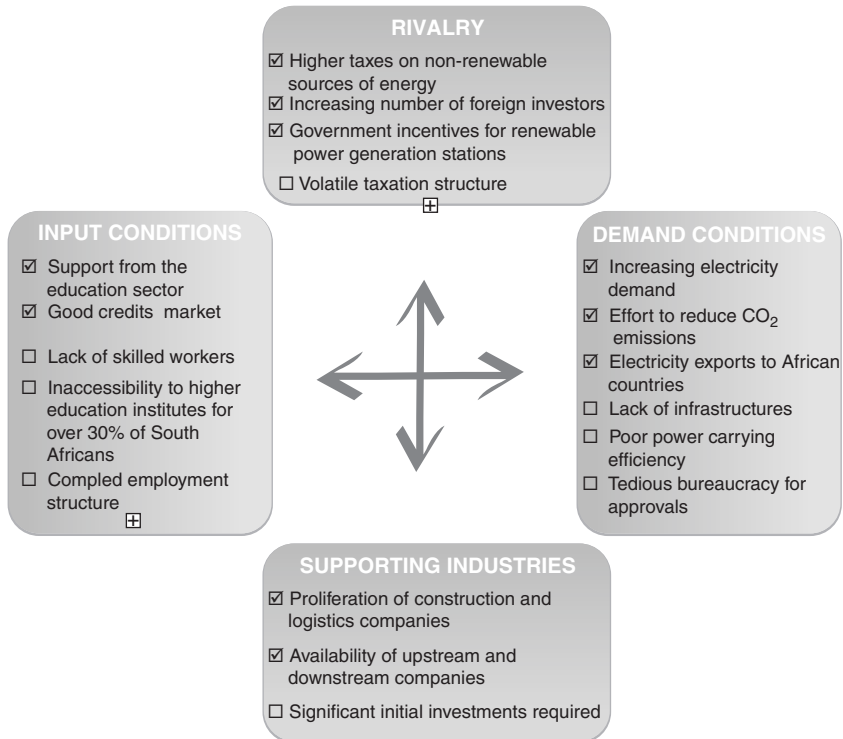 RIVALRY
☑ Higher taxes on non-renewable
sources of energy
☑ Increasing number of foreign investors
☑ Government incentives for renewable
power generation stations
☐ Volatile taxation structure
INPUT CONDITIONS
☑ Support from the
education sector
☑ Good credits market
☐ Lack of skilled workers
☐ Inaccessibility to higher
education institutes for
over 30% of South
Africans
☐ Compled employment
structure
DEMAND CONDITIONS
☑ Increasing electricity
demand
☑ Effort to reduce CO₂
emissions
☑ Electricity exports to African
countries
☐ Lack of infrastructures
☐ Poor power carrying
efficiency
☐ Tedious bureaucracy for
approvals
SUPPORTING INDUSTRIES
☑ Proliferation of construction and
logistics companies
☑ Availability of upstream and
downstream companies
☐ Significant initial investments required